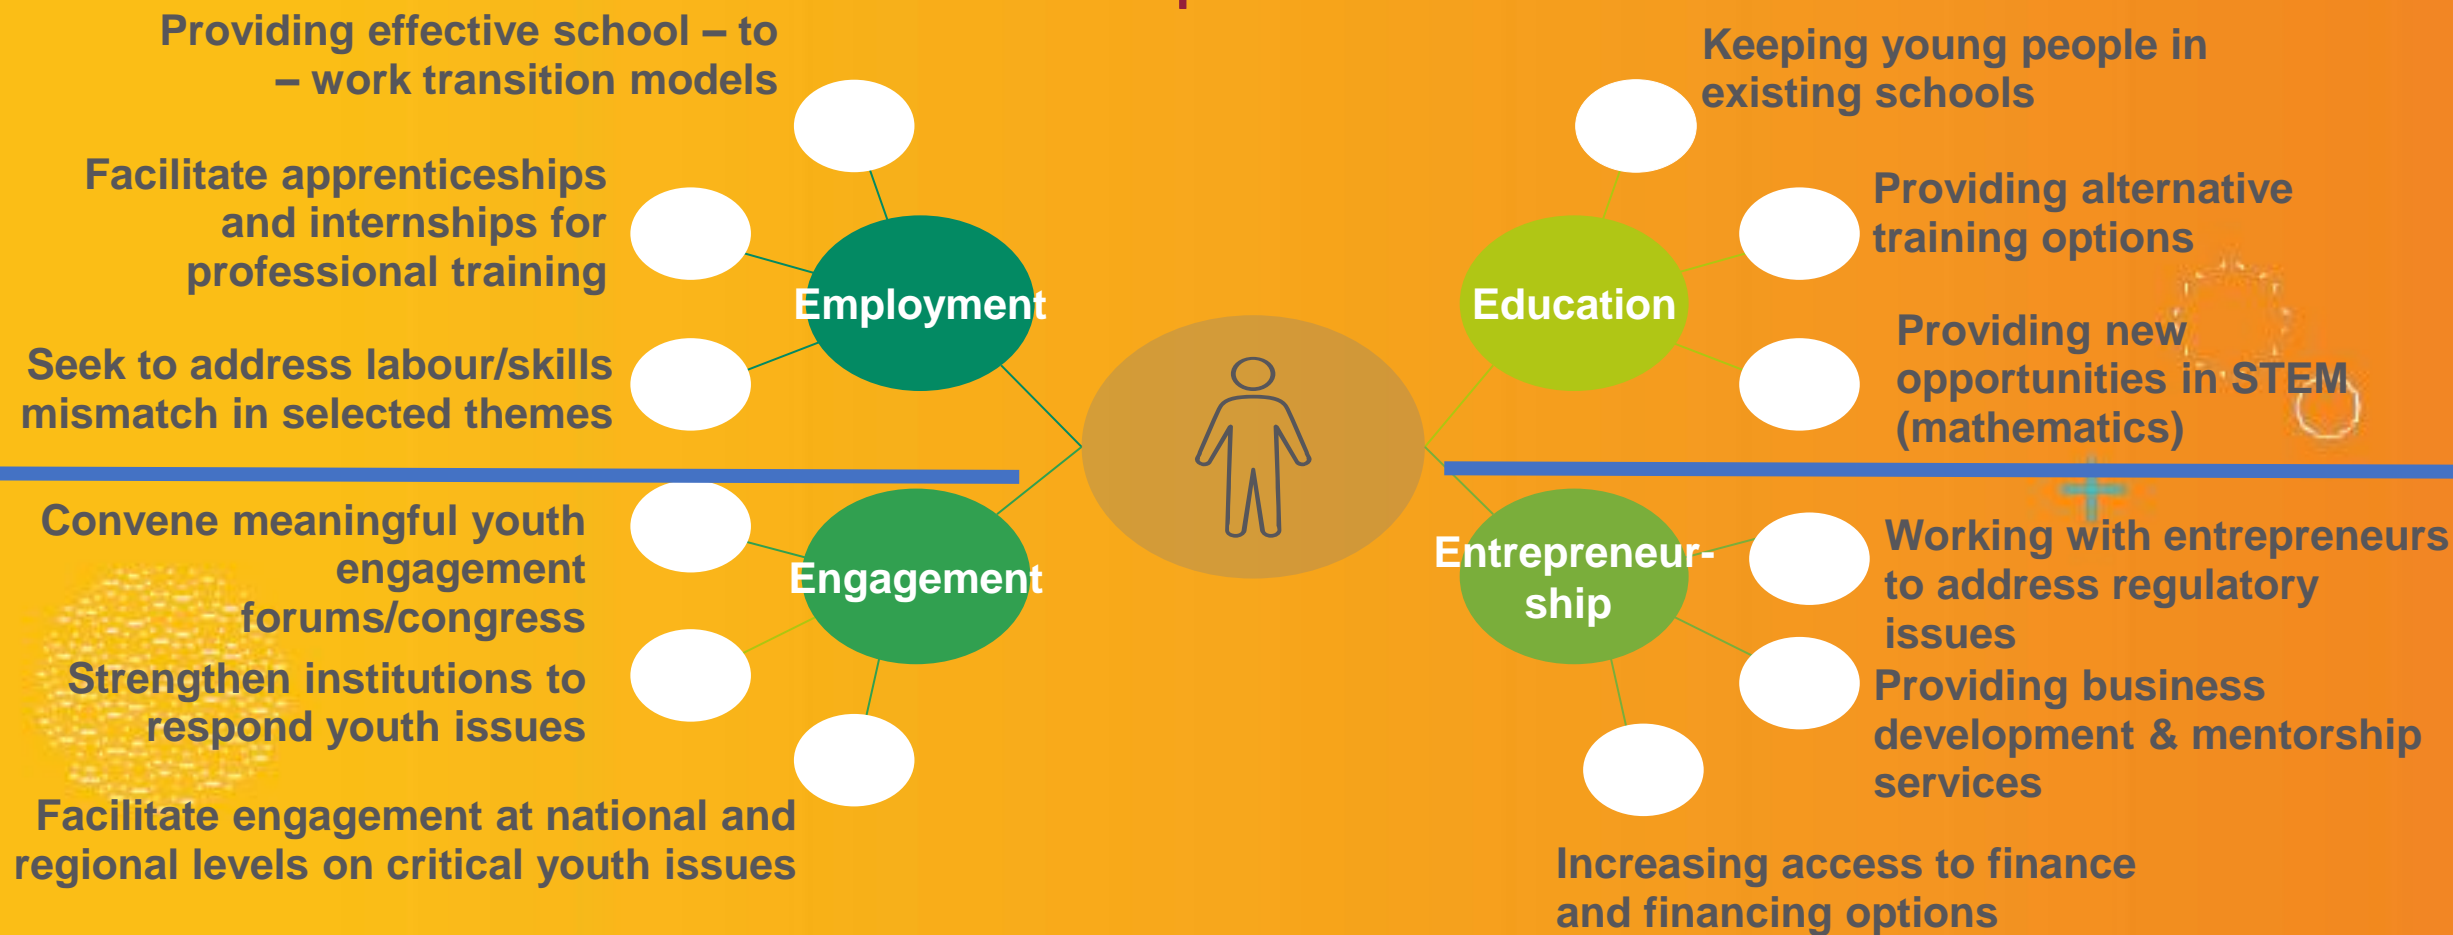 Providing effective school – to
– work transition models
Facilitate apprenticeships
and internships for
professional training
Seek to address labour/skills
mismatch in selected themes
Employment
Convene meaningful youth
engagement
forums/congress
Strengthen institutions to
respond youth issues
Facilitate engagement at national and
regional levels on critical youth issues
Engagement
Keeping young people in
existing schools
Providing alternative
training options
Providing new
opportunities in STEM
(mathematics)
Education
Entrepreneur-
ship
Working with entrepreneurs
to address regulatory
issues
Providing business
development & mentorship
services
Increasing access to finance
and financing options